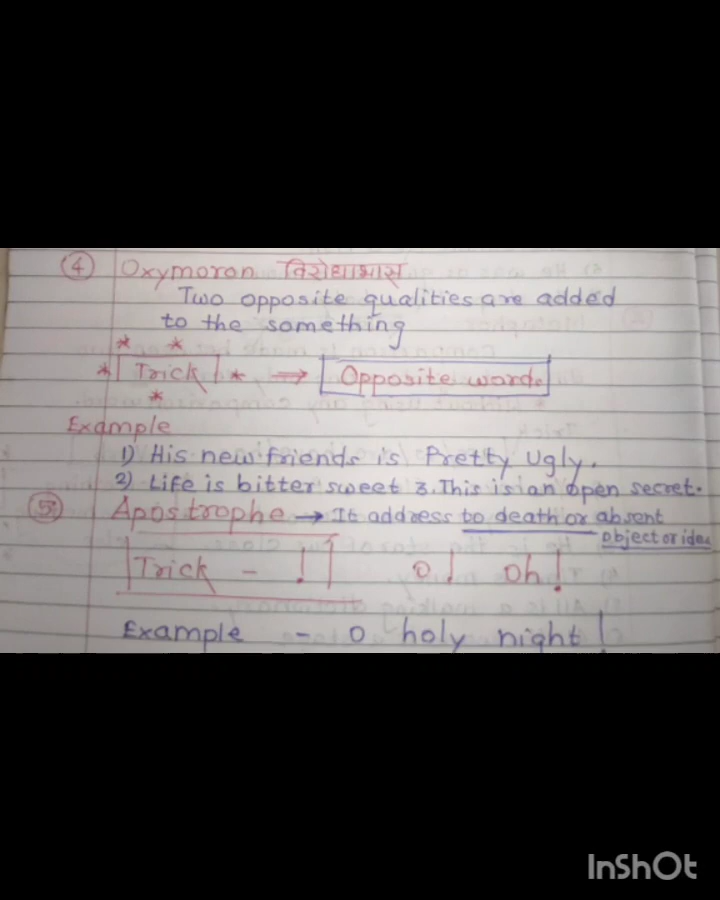 4 Oxymoron विरोधाभास
Two opposite qualities are added
to the something
* Trick * ⇒ Opposite word.
Example
1) His new friends is Pretty Ugly.
2) Life is bitter sweet 3. This is an open secret.
5 Apostrophe → It address to death or absent
object or idea
Trick - ! O! Oh!
Example - O holy night!
InShOt